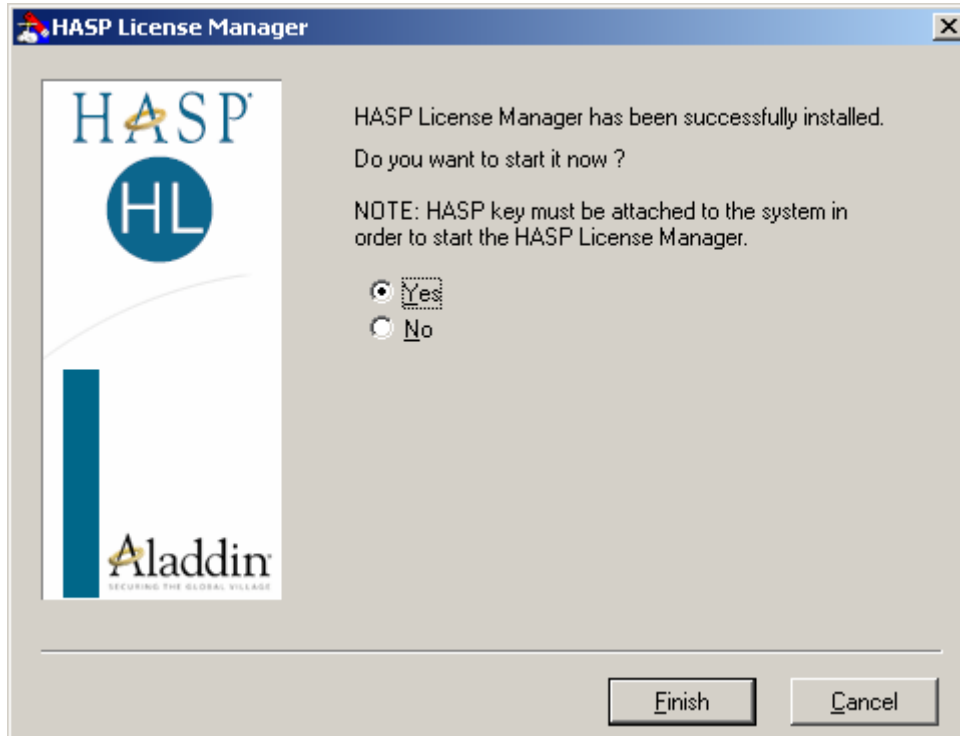 HASP License Manager
HASP
HL
Aladdin
SECURING THE GLOBAL VILLAGE
HASP License Manager has been successfully installed.
Do you want to start it now ?
NOTE: HASP key must be attached to the system in
order to start the HASP License Manager.
Yes
No
Finish
Cancel